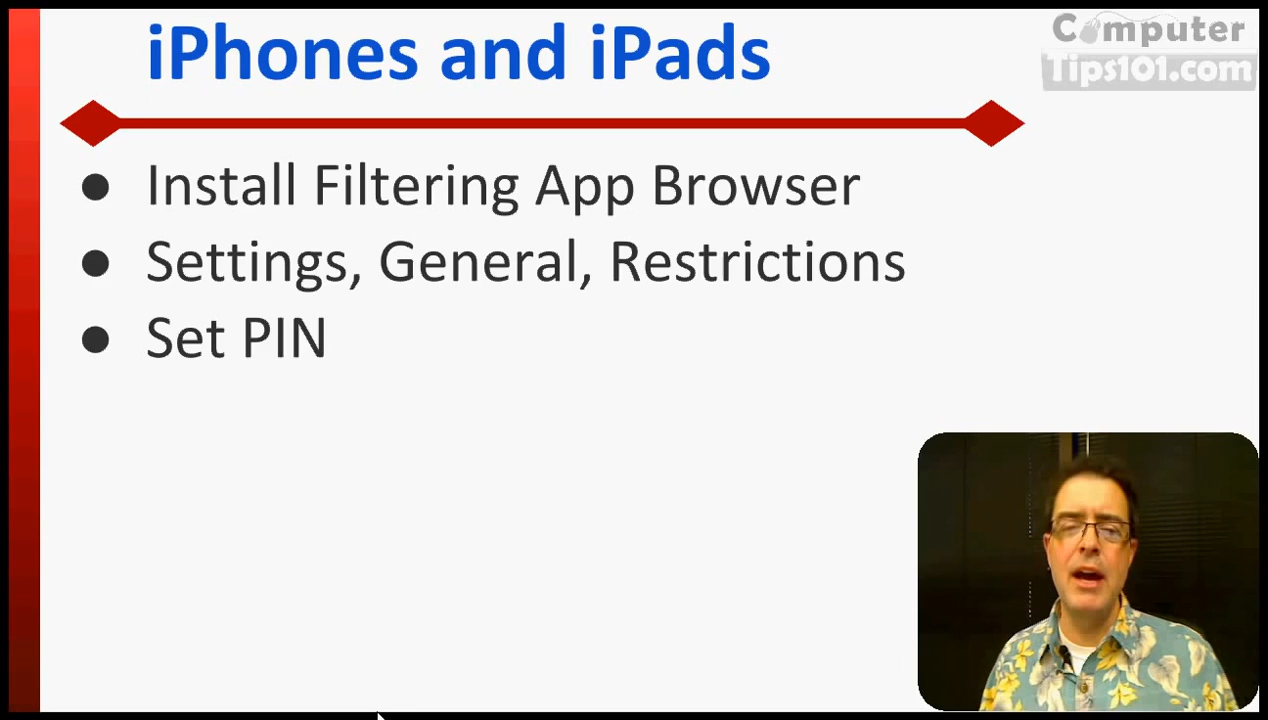 iPhones and iPads
Computer
Tips101.com
● Install Filtering App Browser
● Settings, General, Restrictions
● Set PIN